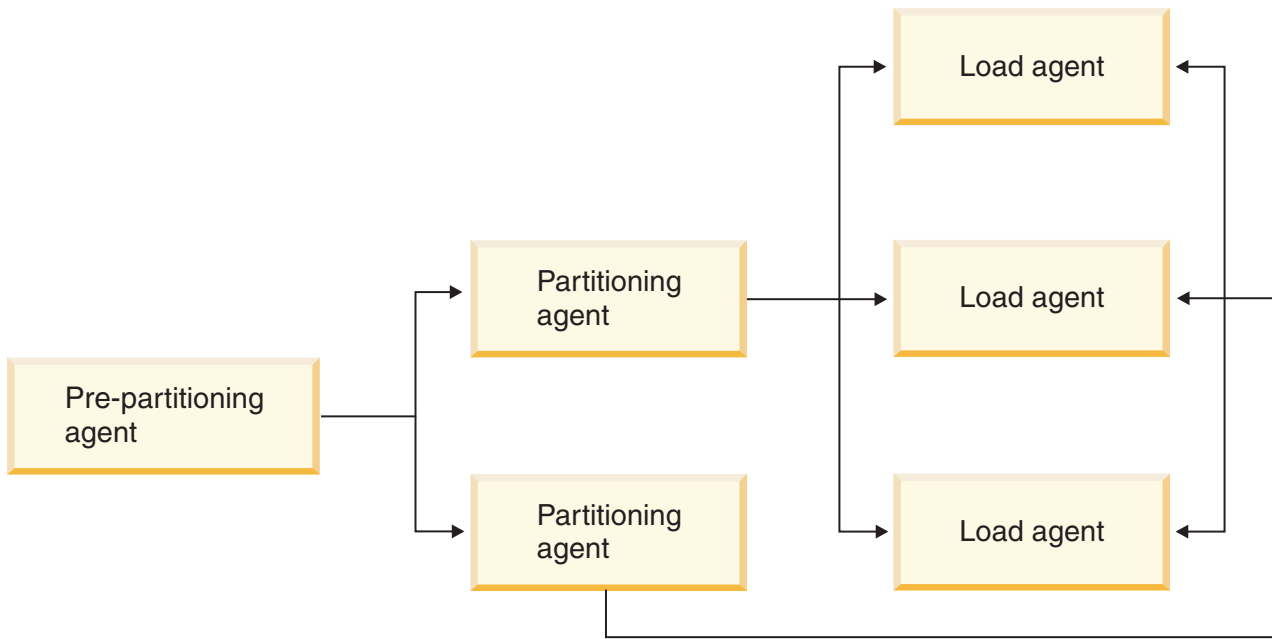 Load agent
Partitioning
agent
Load agent
Pre-partitioning
agent
Partitioning
agent
Load agent